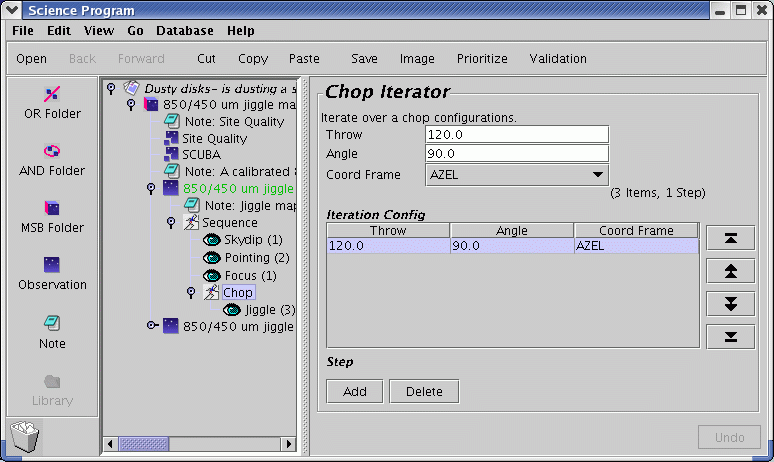 Science Program
File Edit View Go Database Help
Open Back Forward Cut Copy Paste Save Image Prioritize Validation
OR Folder
AND Folder
MSB Folder
Observation
Note
Library
Dusty disks- is dusting a s
850/450 um jiggle ma
Note: Site Quality
Site Quality
SCUBA
Note: A calibrated 8
850/450 um jiggle
Note: Jiggle map
Sequence
Skydip (1)
Pointing (2)
Focus (1)
Chop
Jiggle (3)
850/450 um jiggle
Chop Iterator
Iterate over a chop configurations.
Throw 120.0
Angle 90.0
Coord Frame AZEL
(3 Items, 1 Step)
Iteration Config
Throw Angle Coord Frame
120.0 90.0 AZEL
Step
Add Delete
Undo